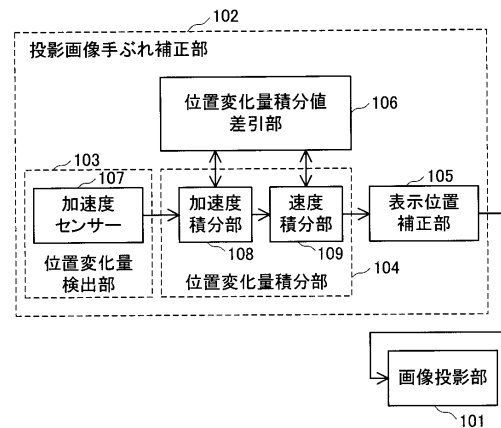 102
投影画像手ぶれ補正部
位置変化量積分値
差引部
106
103
107
加速度
センサー
位置変化量
検出部
加速度
積分部
108
速度
積分部
109
位置変化量積分部
104
105
表示位置
補正部
画像投影部
101